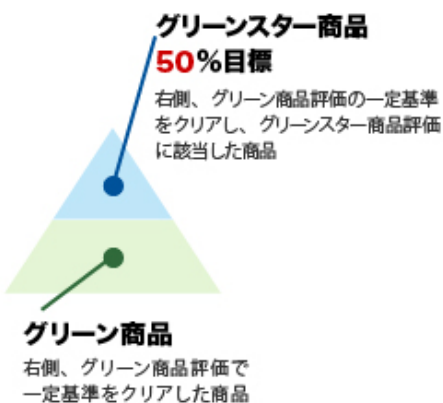 グリーンスター商品
50%目標
右側、グリーン商品評価の一定基準
をクリアし、グリーンスター商品評価
に該当した商品
グリーン商品
右側、グリーン商品評価で
一定基準をクリアした商品